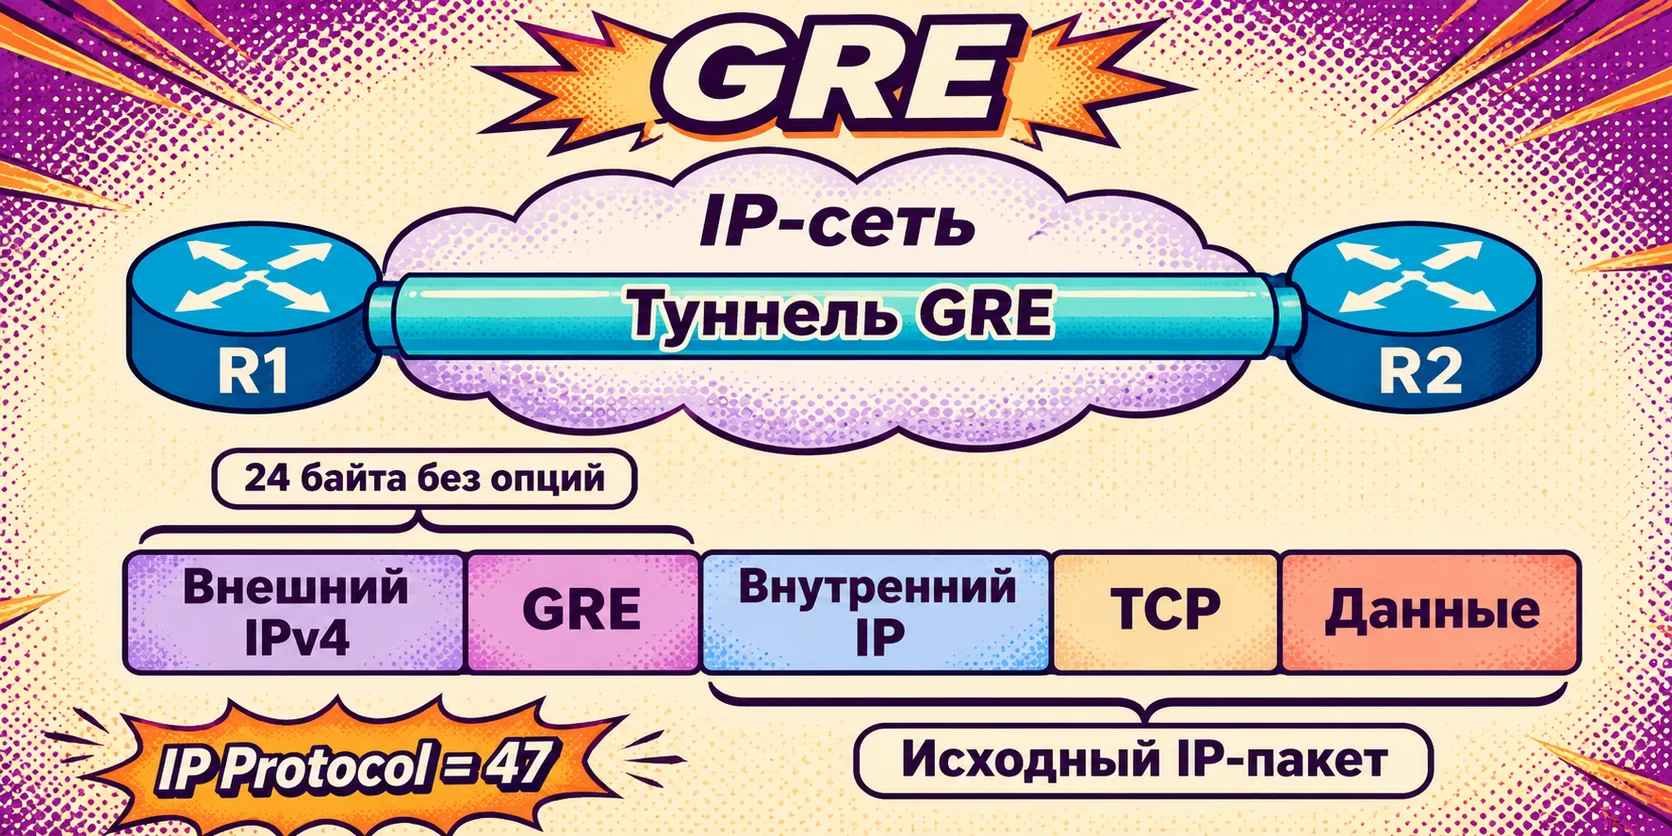 GRE
IP-сеть
Туннель GRE
R1
R2
24 байта без опций
Внешний
IPv4
GRE
Внутренний
IP
TCP
Данные
IP Protocol = 47
Исходный IP-пакет